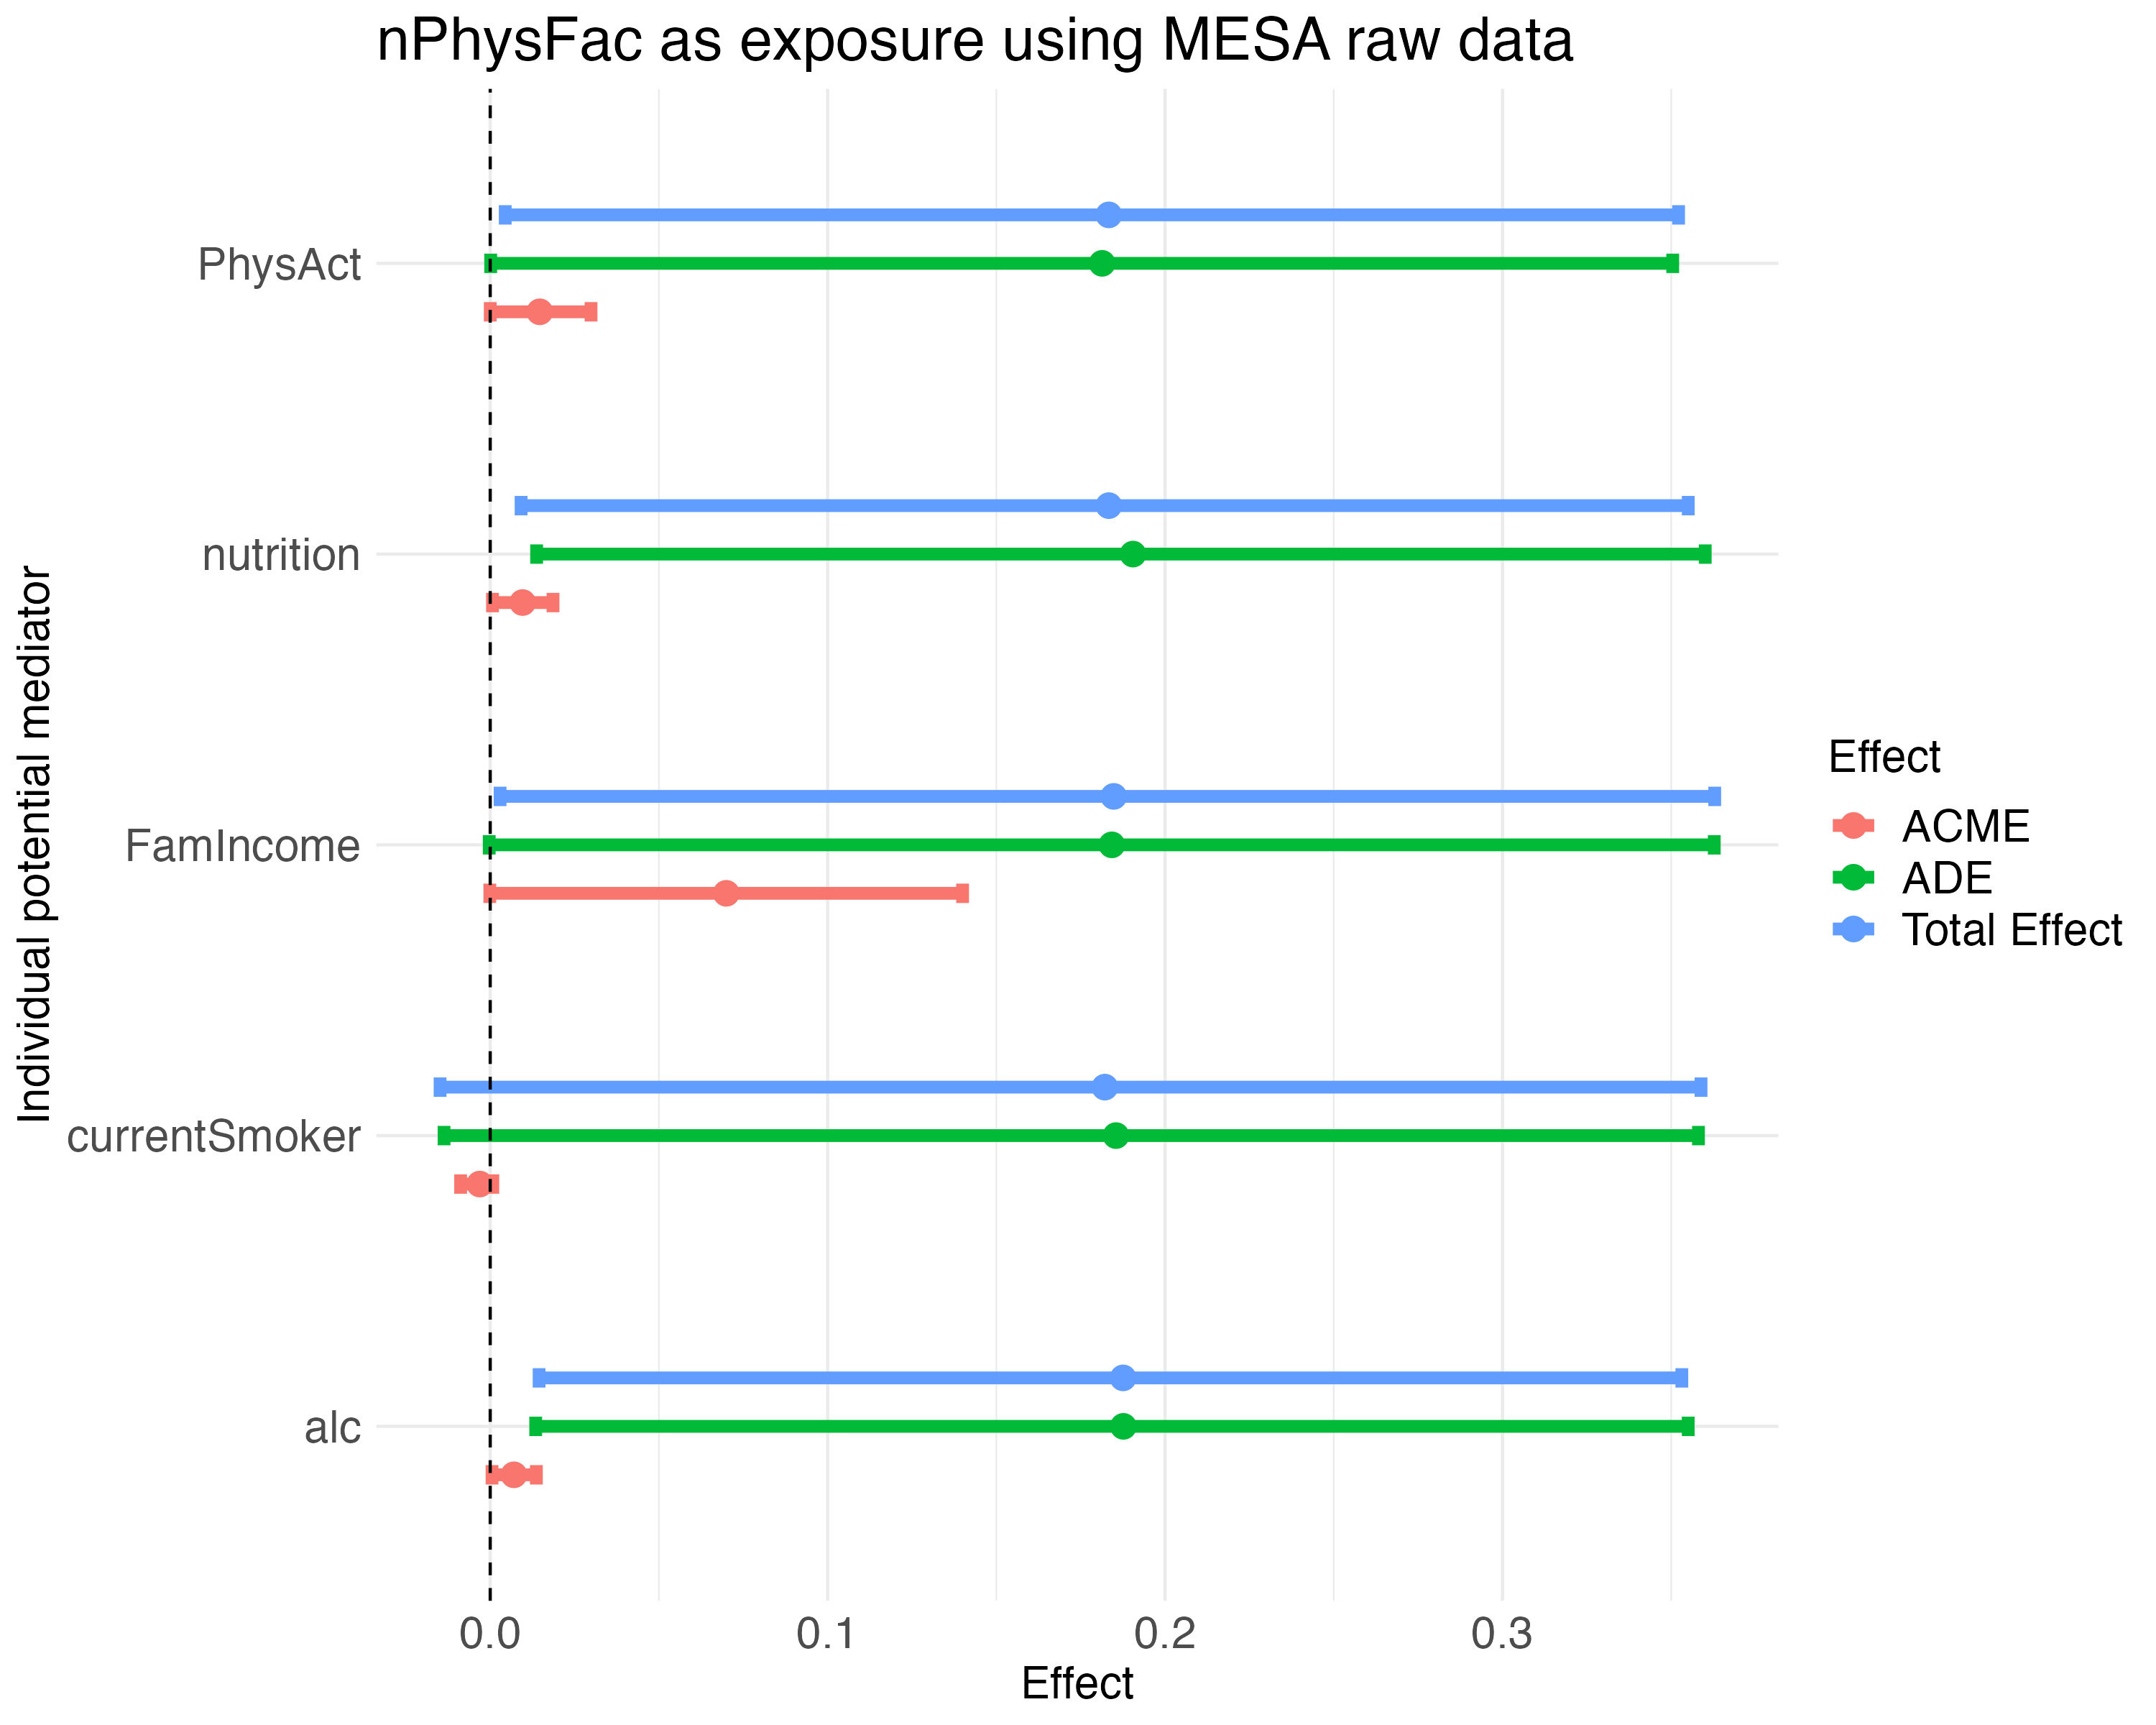 nPhysFac as exposure using MESA raw data
Individual potential mediator
PhysAct
nutrition
FamIncome
currentSmoker
alc
0.0 0.1 0.2 0.3
Effect
Effect
ACME
ADE
Total Effect